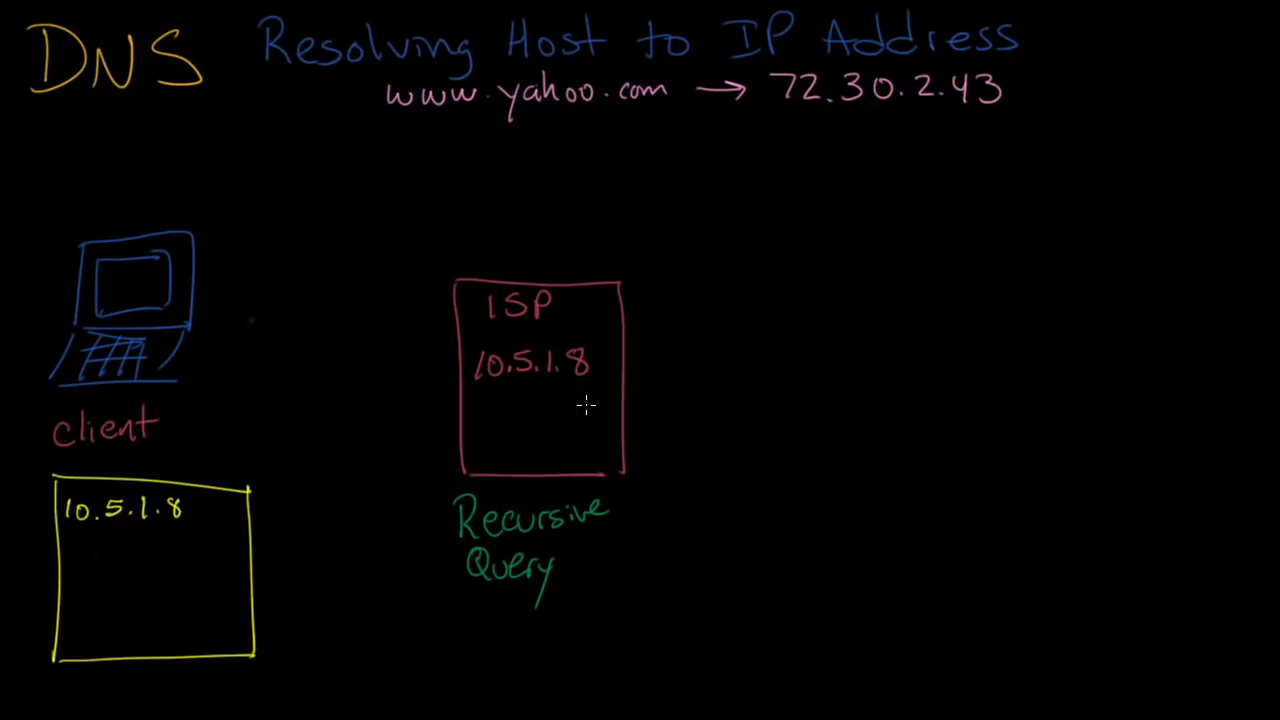 DNS Resolving Host to IP Address
www.yahoo.com → 72.30.2.43
ISP
10.5.1.8
client
10.5.1.8
Recursive
Query